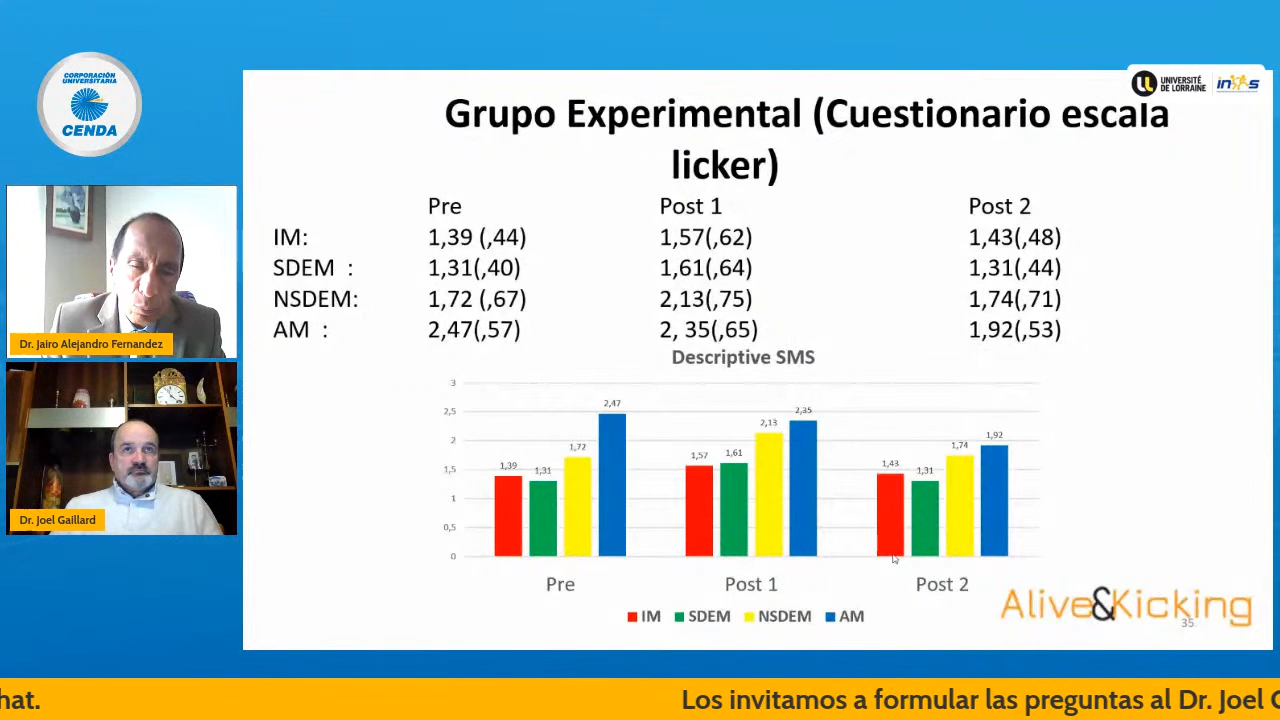 CORPORACIÓN
UNIVERSITARIA
CENDA
UNIVERSITÉ
DE LORRAINE
Grupo Experimental (Cuestionario escala
licker)
Pre Post 1 Post 2
IM: 1,39 (,44) 1,57(,62) 1,43(,48)
SDEM : 1,31(,40) 1,61(,64) 1,31(,44)
NSDEM: 1,72 (,67) 2,13(,75) 1,74(,71)
AM : 2,47(,57) 2, 35(,65) 1,92(,53)
Descriptive SMS
3
2,5
2
1,5
1
0,5
0
1,39 1,31 1,72 2,47
1,57 1,61 2,13 2,35
1,43 1,31 1,74 1,92
Pre Post 1 Post 2
IM SDEM NSDEM AM
Alive&Kicking
35
Dr. Jairo Alejandro Fernandez
Dr. Joel Gaillard
hat. Los invitamos a formular las preguntas al Dr. Joel